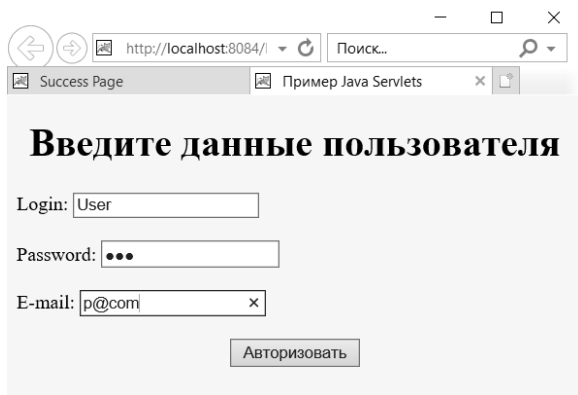 http://localhost:8084/
Поиск...
Success Page
Пример Java Servlets
Введите данные пользователя
Login: User
Password: ●●●
E-mail: p@com
Авторизовать